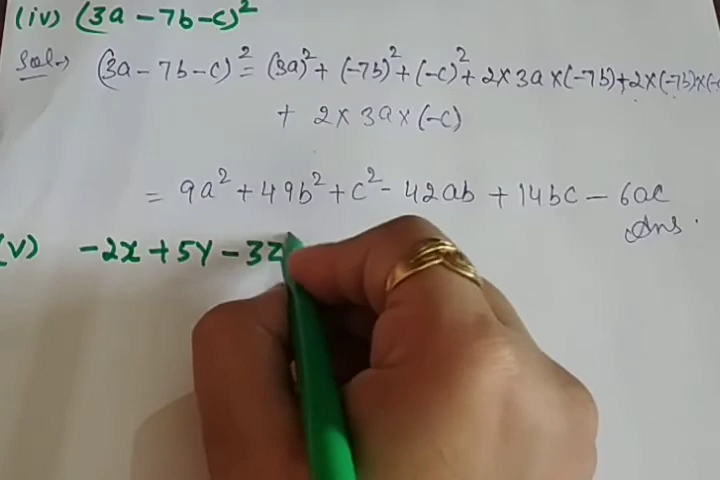 (iv) (3a - 7b - c)²
Sol→ (3a - 7b - c)² = (3a)² + (-7b)² + (-c)² + 2×3a×(-7b) + 2×(-7b)×(-c
+ 2×3a×(-c)
= 9a² + 49b² + c² - 42ab + 14bc - 6ac
Ans.
(V) -2x + 5y - 3z